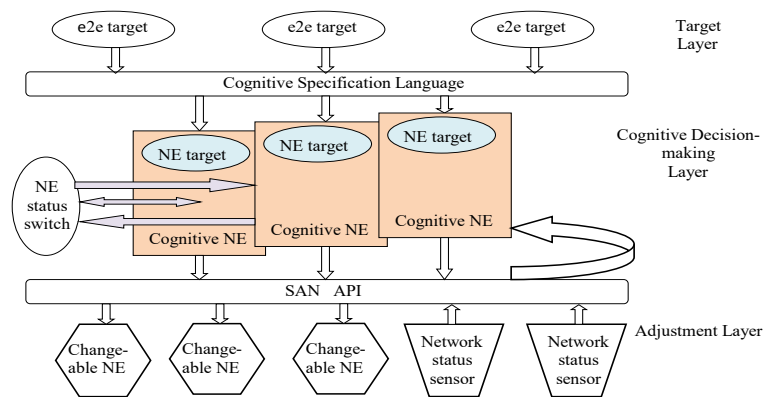 e2e target
e2e target
e2e target
Target
Layer
Cognitive Specification Language
NE target
NE target
NE target
Cognitive Decision-
making
Layer
NE
status
switch
Cognitive NE
Cognitive NE
Cognitive NE
SAN API
Change-
able NE
Change-
able NE
Change-
able NE
Network
status
sensor
Network
status
sensor
Adjustment Layer